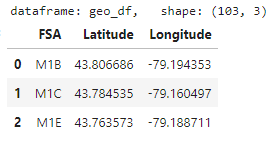 dataframe: geo_df, shape: (103, 3)
FSA Latitude Longitude
0 M1B 43.806686 -79.194353
1 M1C 43.784535 -79.160497
2 M1E 43.763573 -79.188711